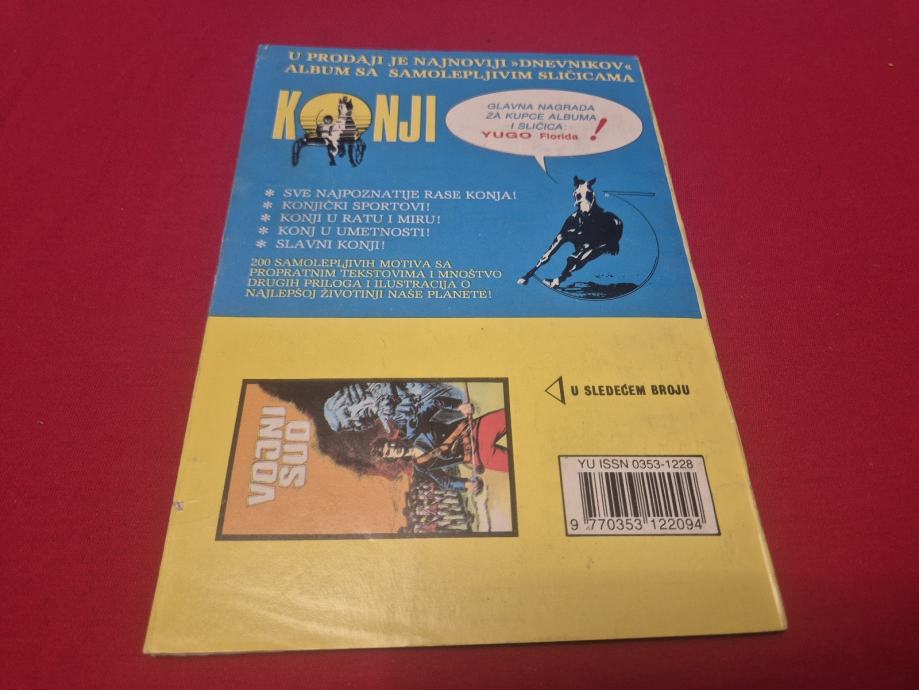 U PRODAJI JE NAJNOVIJI »DNEVNIKOV«
ALBUM SA SAMOLEPLJIVIM SLIČICAMA
KONJI
GLAVNA NAGRADA
ZA KUPCE ALBUMA
I SLIČICA:
YUGO Florida !
* SVE NAJPOZNATIJE RASE KONJA!
* KONJIČKI SPORTOVI!
* KONJI U RATU I MIRU!
* KONJ U UMETNOSTI!
* SLAVNI KONJI!
200 SAMOLEPLJIVIH MOTIVA SA
PROPRATNIM TEKSTOVIMA I MNOŠTVO
DRUGIH PRILOGA I ILUSTRACIJA O
NAJLEPŠOJ ŽIVOTINJI NAŠE PLANETE!
VOJNI
SUD
U SLEDEĆEM BROJU
YU ISSN 0353-1228
9 770353 122094